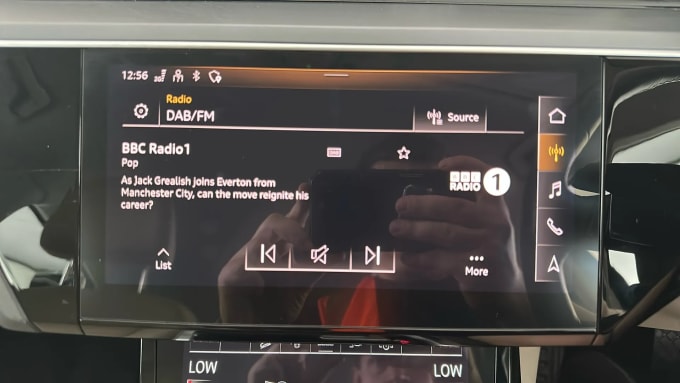 12:56
Radio
DAB/FM
Source
BBC Radio1
Pop
As Jack Grealish joins Everton from
Manchester City, can the move reignite his
career?
BBC
RADIO 1
List
More
LOW
LOW